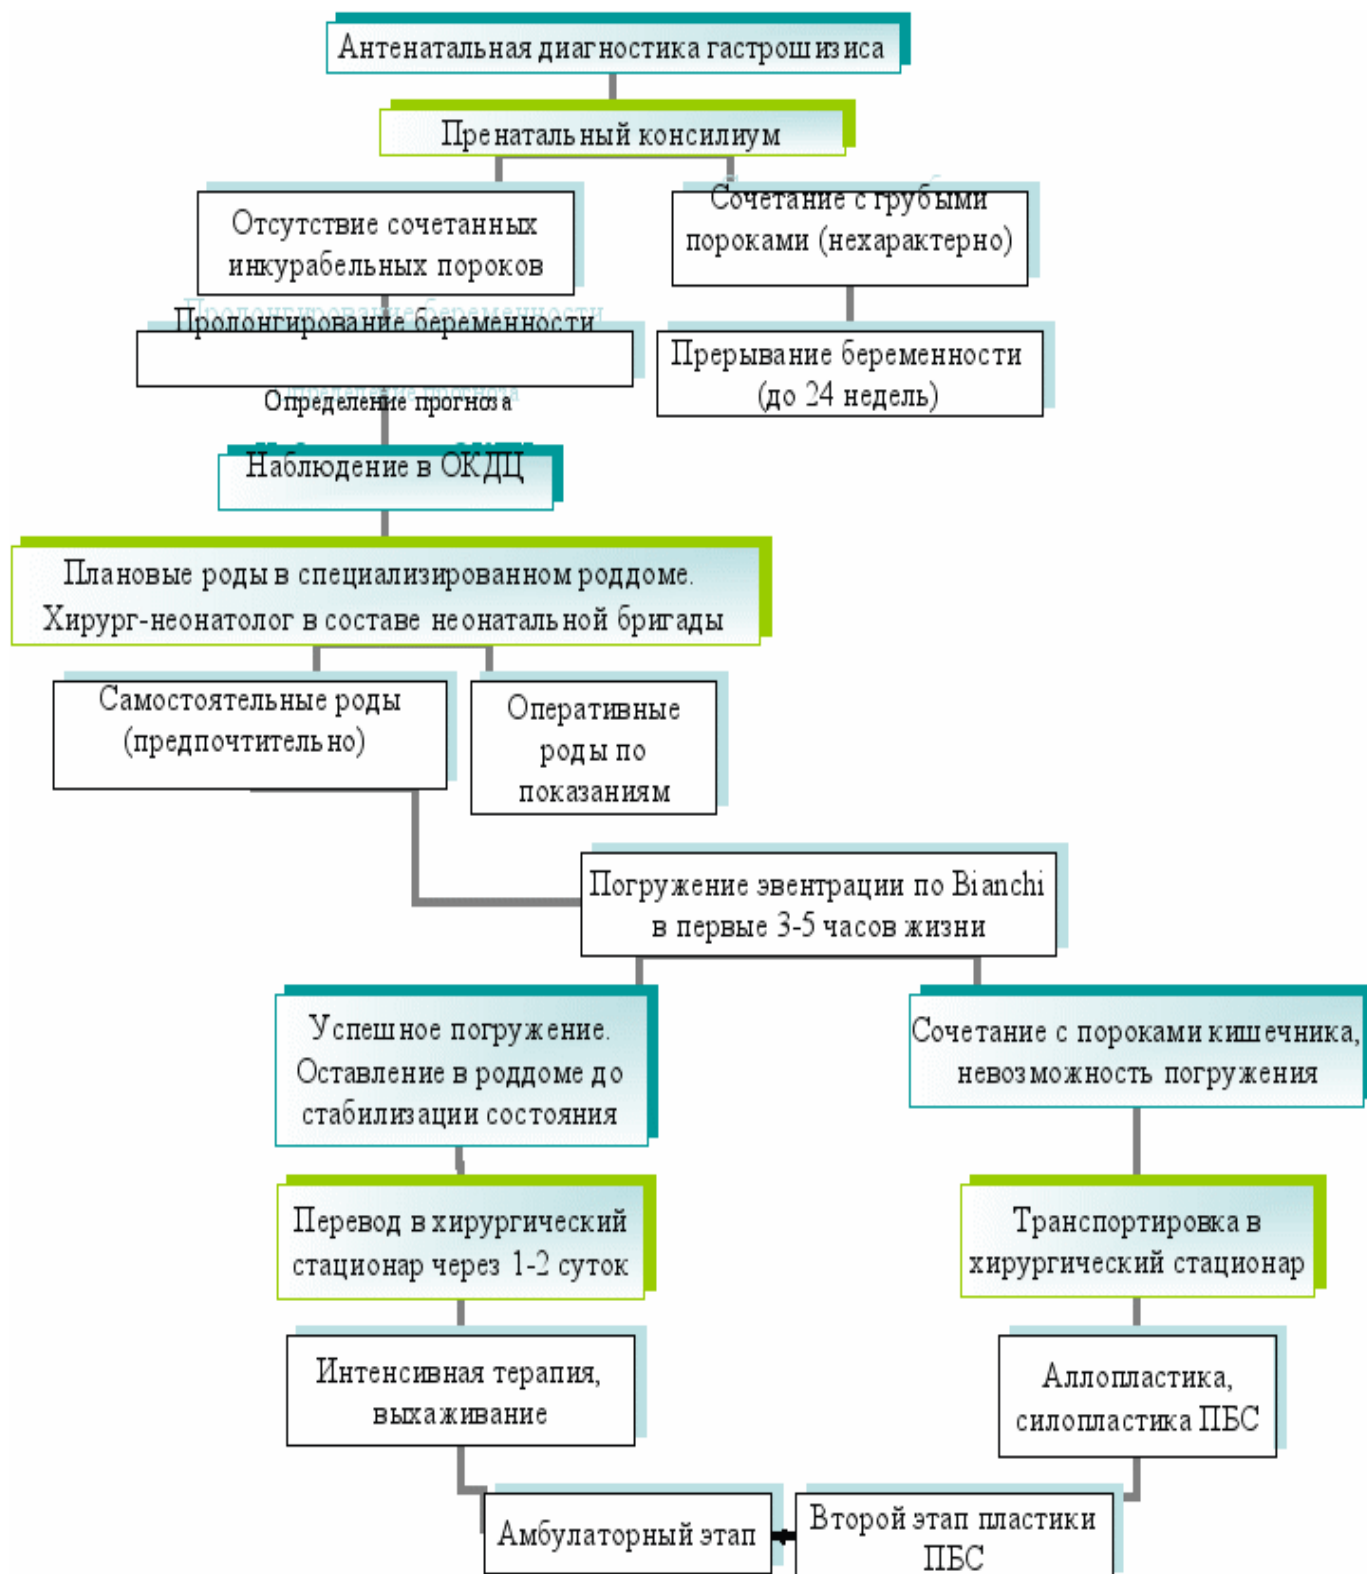 Антенатальная диагностика гастрошизиса
Пренатальный консилиум
Отсутствие сочетанных
инкурабельных пороков
Сочетание с грубыми
пороками (нехарактерно)
Пролонгирование беременности
Определение прогноза
Прерывание беременности
(до 24 недель)
Наблюдение в ОКДЦ
Плановые роды в специализированном роддоме.
Хирург-неонатолог в составе неонатальной бригады
Самостоятельные роды
(предпочтительно)
Оперативные
роды по
показаниям
Погружение эвентрации по Bianchi
в первые 3-5 часов жизни
Успешное погружение.
Оставление в роддоме до
стабилизации состояния
Сочетание с пороками кишечника,
невозможность погружения
Перевод в хирургический
стационар через 1-2 суток
Транспортировка в
хирургический стационар
Интенсивная терапия,
выхаживание
Аллопластика,
силопластика ПБС
Амбулаторный этап
Второй этап пластики
ПБС